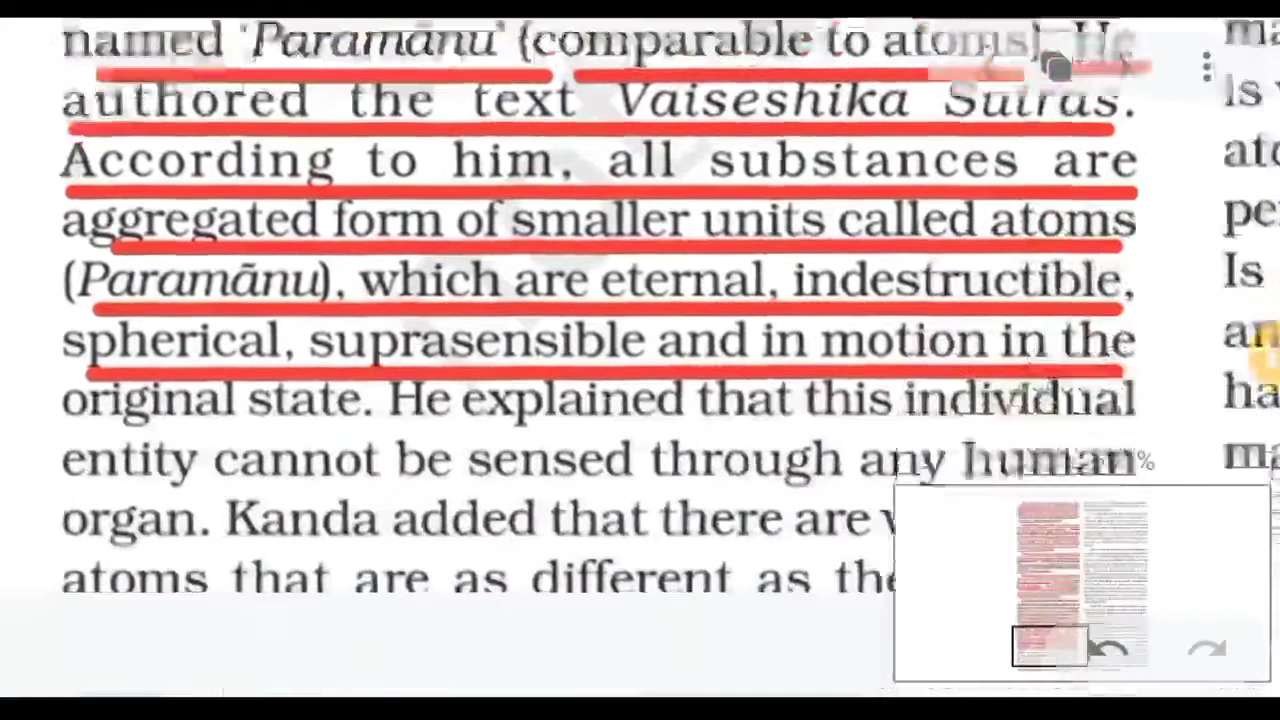 named 'Paramānu' (comparable to atoms). He
authored the text Vaiseshika Sutras.
According to him, all substances are
aggregated form of smaller units called atoms
(Paramānu), which are eternal, indestructible,
spherical, suprasensible and in motion in the
original state. He explained that this individual
entity cannot be sensed through any human
organ. Kanda added that there are
atoms that are as different as
Is
Is